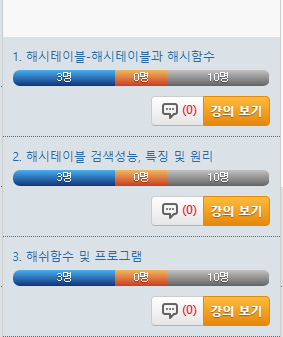 1. 해시테이블-해시테이블과 해시함수
3명 0명 10명
(0) 강의 보기
2. 해시테이블 검색성능, 특징 및 원리
3명 0명 10명
(0) 강의 보기
3. 해쉬함수 및 프로그램
3명 0명 10명
(0) 강의 보기